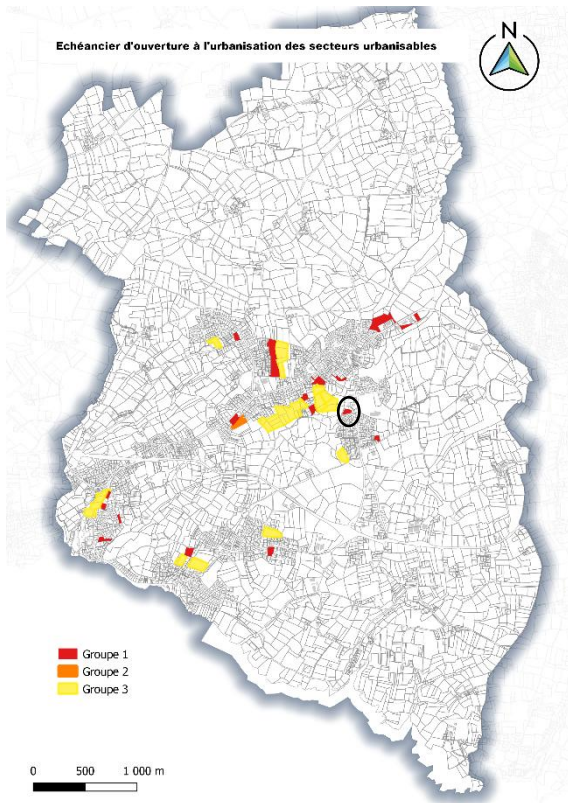 Echéancier d'ouverture à l'urbanisation des secteurs urbanisables
N
Groupe 1
Groupe 2
Groupe 3
0 500 1 000 m